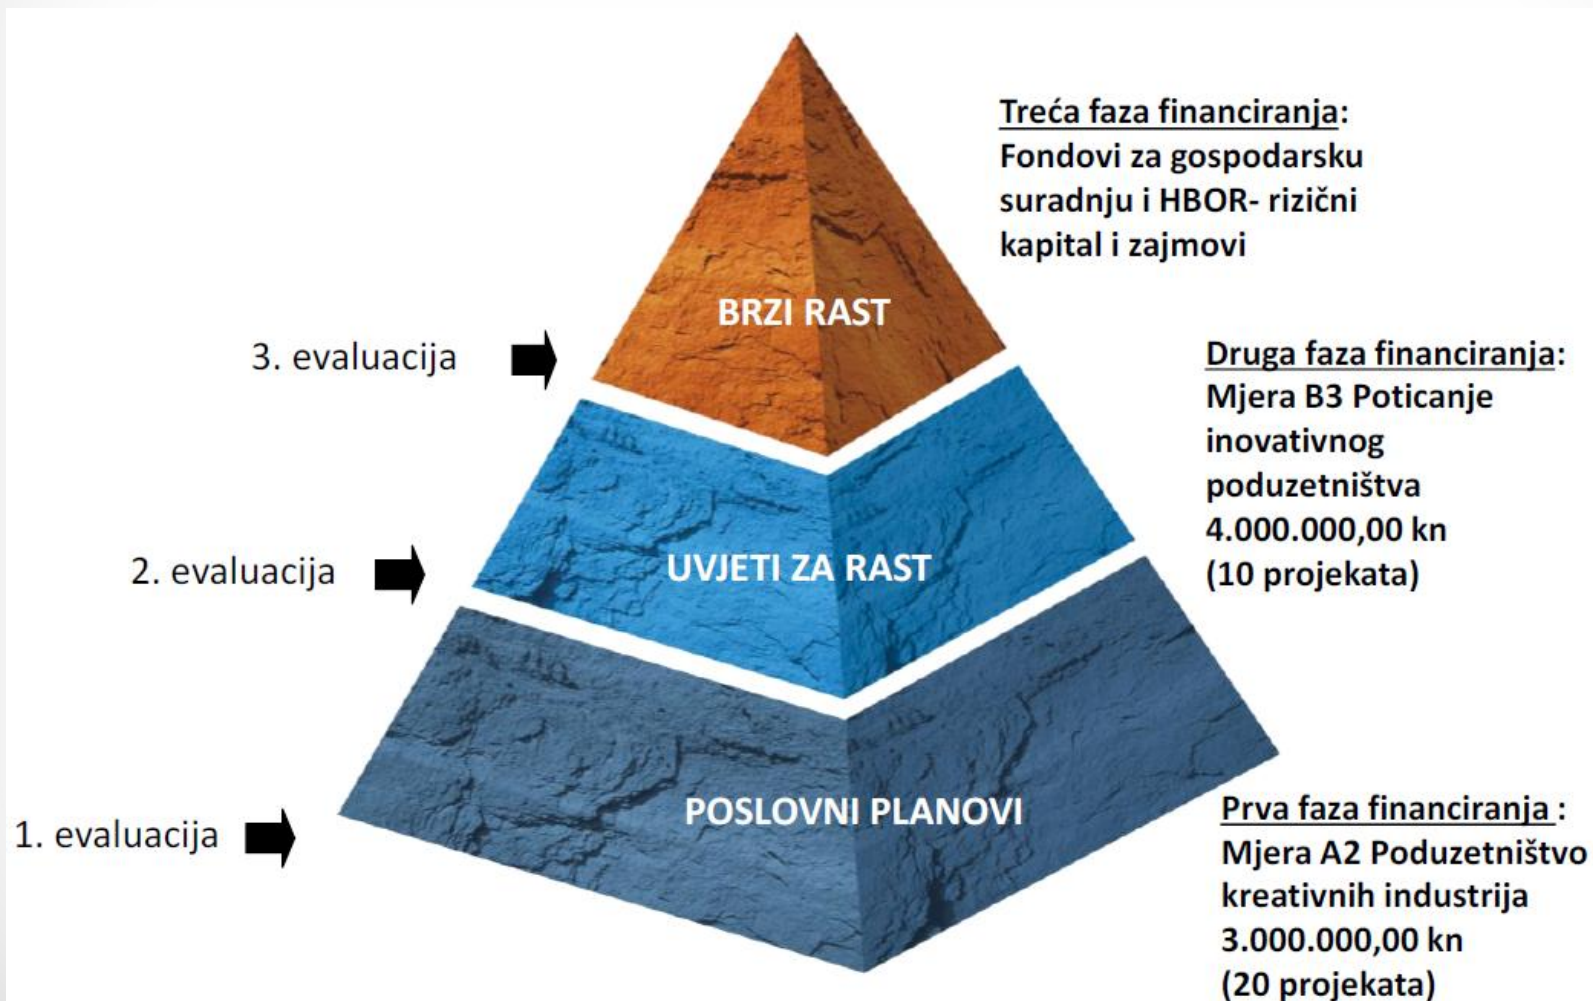 Treća faza financiranja:
Fondovi za gospodarsku
suradnju i HBOR- rizični
kapital i zajmovi
BRZI RAST
3. evaluacija
Druga faza financiranja:
Mjera B3 Poticanje
inovativnog
poduzetništva
4.000.000,00 kn
(10 projekata)
UVJETI ZA RAST
2. evaluacija
POSLOVNI PLANOVI
1. evaluacija
Prva faza financiranja :
Mjera A2 Poduzetništvo
kreativnih industrija
3.000.000,00 kn
(20 projekata)